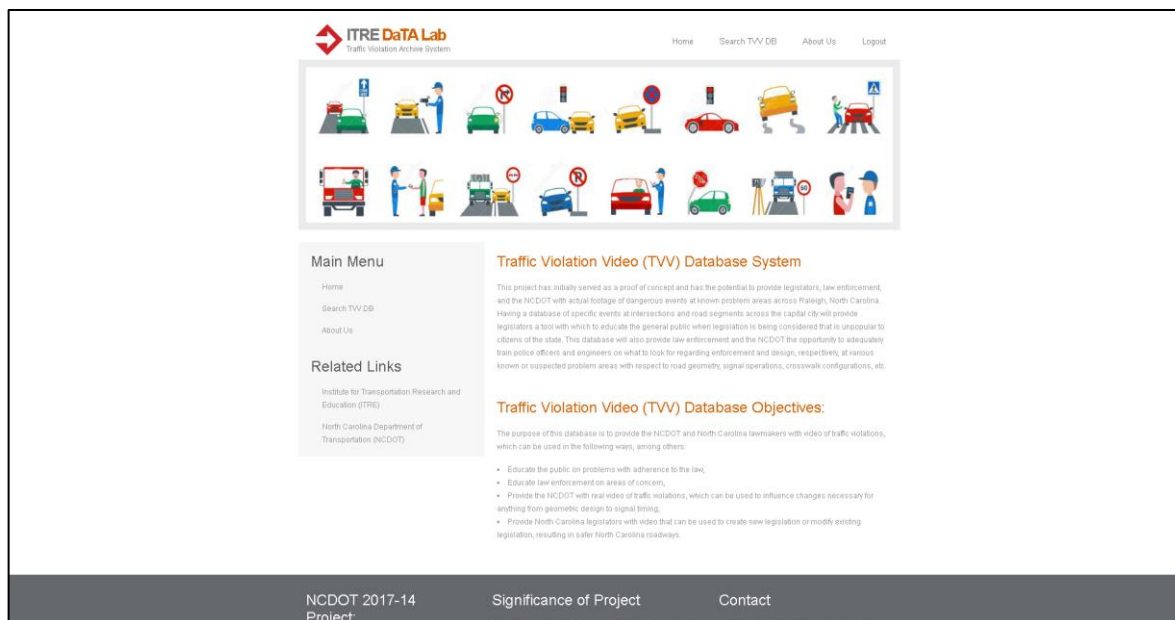 ITRE DaTA Lab
Traffic Violation Archive System
Home Search TVV DB About Us Logout
Main Menu
Home
Search TVV DB
About Us
Related Links
Institute for Transportation Research and
Education (ITRE)
North Carolina Department of
Transportation (NCDOT)
Traffic Violation Video (TVV) Database System
This project has initially served as a proof of concept and has the potential to provide legislators, law enforcement,
and the NCDOT with actual footage of dangerous events at known problem areas across Raleigh, North Carolina.
Having a database of specific events at intersections and road segments across the capital city will provide
legislators a tool with which to educate the general public when legislation is being considered that is unpopular to
citizens of the state. This database will also provide law enforcement and the NCDOT the opportunity to adequately
train police officers and engineers on what to look for regarding enforcement and design, respectively, at various
known or suspected problem areas with respect to road geometry, signal operations, crosswalk configurations, etc.
Traffic Violation Video (TVV) Database Objectives:
The purpose of this database is to provide the NCDOT and North Carolina lawmakers with video of traffic violations,
which can be used in the following ways, among others:
• Educate the public on problems with adherence to the law,
• Educate law enforcement on areas of concern,
• Provide the NCDOT with real video of traffic violations, which can be used to influence changes necessary for
anything from geometric design to signal timing,
• Provide North Carolina legislators with video that can be used to create new legislation or modify existing
legislation, resulting in safer North Carolina roadways.
NCDOT 2017-14
Project:
Significance of Project
Contact